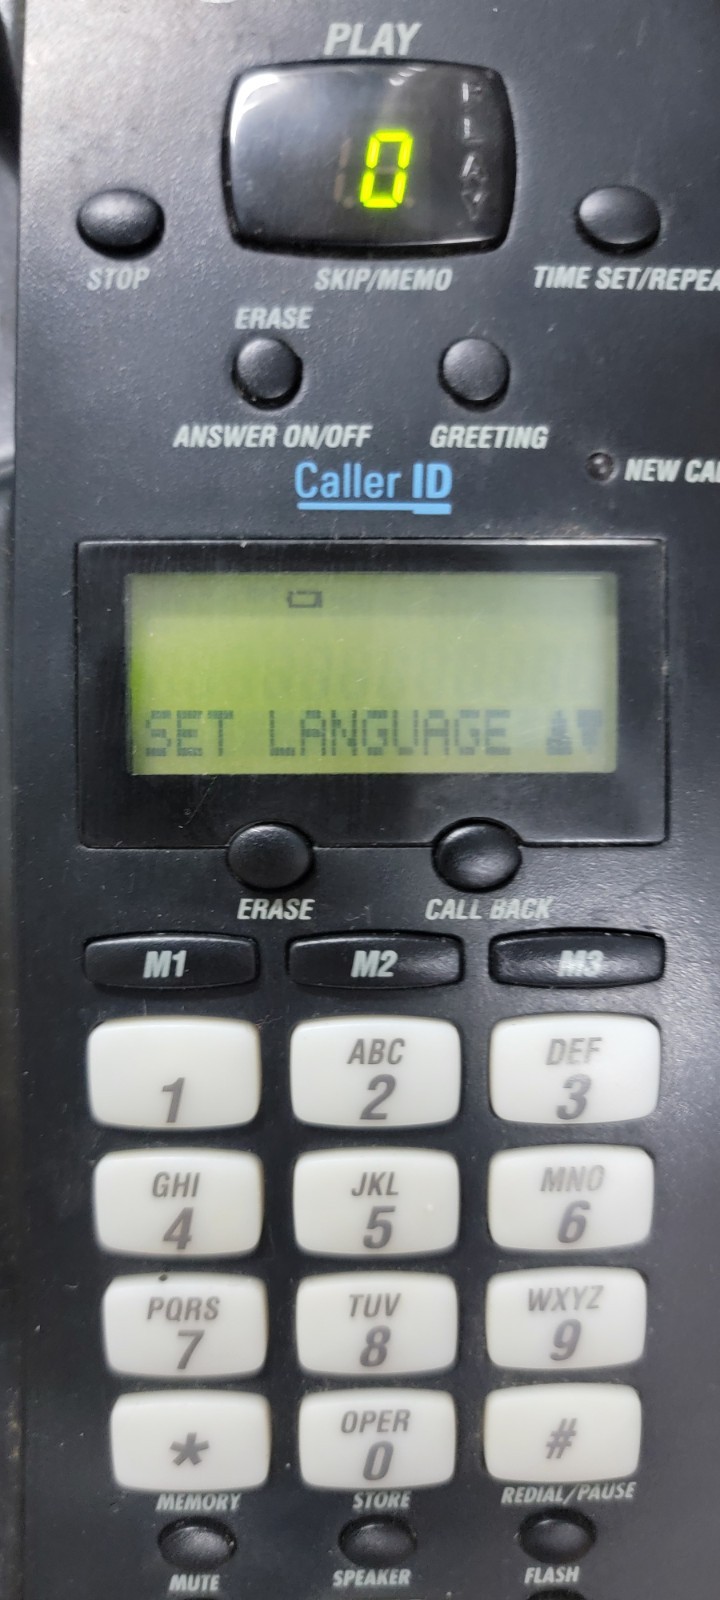 PLAY
PLAY
0
STOP
SKIP/MEMO
TIME SET/REPEA
ERASE
ANSWER ON/OFF
GREETING
Caller ID
NEW CAL
SET LANGUAGE ▲▼
ERASE
CALL BACK
M1
M2
M3
1
ABC
2
DEF
3
GHI
4
JKL
5
MNO
6
PQRS
7
TUV
8
WXYZ
9
*
OPER
0
#
MEMORY
STORE
REDIAL/PAUSE
MUTE
SPEAKER
FLASH